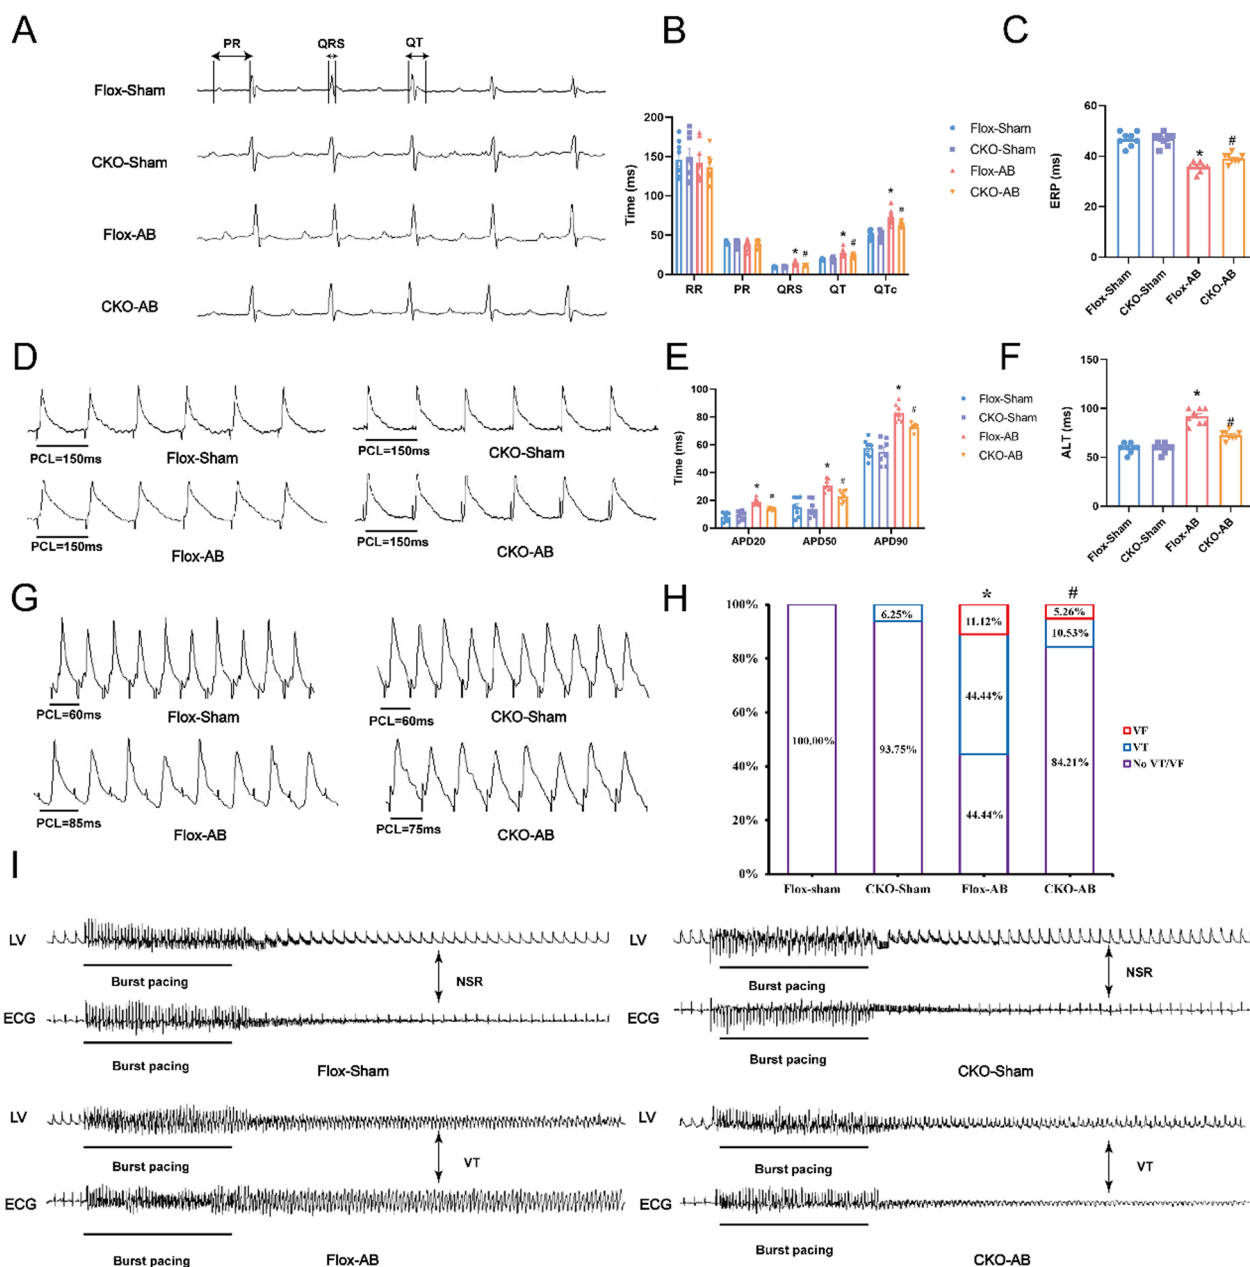 A
PR
QRS
QT
Flox-Sham
CKO-Sham
Flox-AB
CKO-AB
B
Time (ms)
200
150
100
50
0
RR
PR
QRS
QT
QTc
*
#
*
#
*
#
Flox-Sham
CKO-Sham
Flox-AB
CKO-AB
C
ERP (ms)
60
40
20
0
*
#
Flox-Sham
CKO-Sham
Flox-AB
CKO-AB
D
PCL=150ms
Flox-Sham
PCL=150ms
CKO-Sham
PCL=150ms
Flox-AB
PCL=150ms
CKO-AB
E
Time (ms)
100
80
60
40
20
0
*
#
*
#
*
#
APD20
APD50
APD90
Flox-Sham
CKO-Sham
Flox-AB
CKO-AB
F
ALT (ms)
150
100
50
0
*
#
Flox-Sham
CKO-Sham
Flox-AB
CKO-AB
G
PCL=60ms
Flox-Sham
PCL=60ms
CKO-Sham
PCL=85ms
Flox-AB
PCL=75ms
CKO-AB
H
*
#
100%
80%
60%
40%
20%
0%
100.00%
6.25%
93.75%
11.12%
44.44%
44.44%
5.26%
10.53%
84.21%
Flox-sham
CKO-Sham
Flox-AB
CKO-AB
VF
VT
No VT/VF
I
LV
Burst pacing
NSR
ECG
Burst pacing
Flox-Sham
LV
Burst pacing
NSR
ECG
Burst pacing
CKO-Sham
LV
Burst pacing
VT
ECG
Burst pacing
Flox-AB
LV
Burst pacing
VT
ECG
Burst pacing
CKO-AB